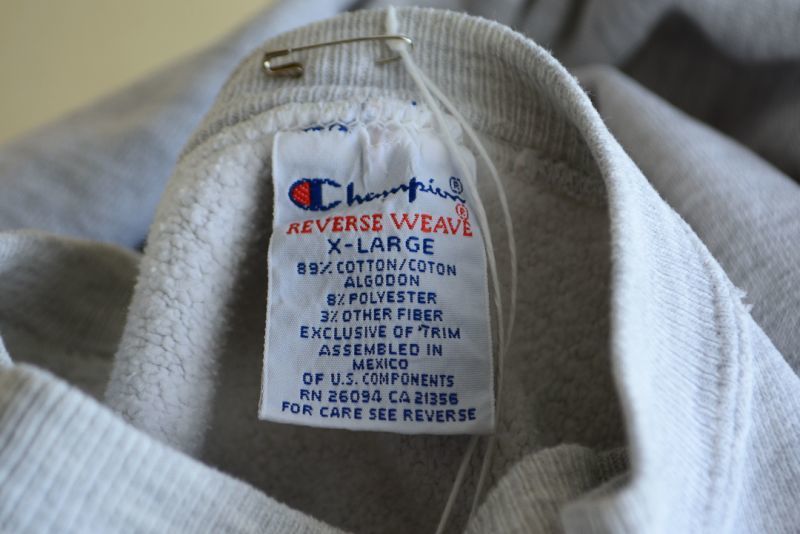 Champion®
REVERSE WEAVE®
X-LARGE
89% COTTON/COTON
ALGODON
8% POLYESTER
3% OTHER FIBER
EXCLUSIVE OF TRIM
ASSEMBLED IN
MEXICO
OF U.S. COMPONENTS
RN 26094 CA 21356
FOR CARE SEE REVERSE